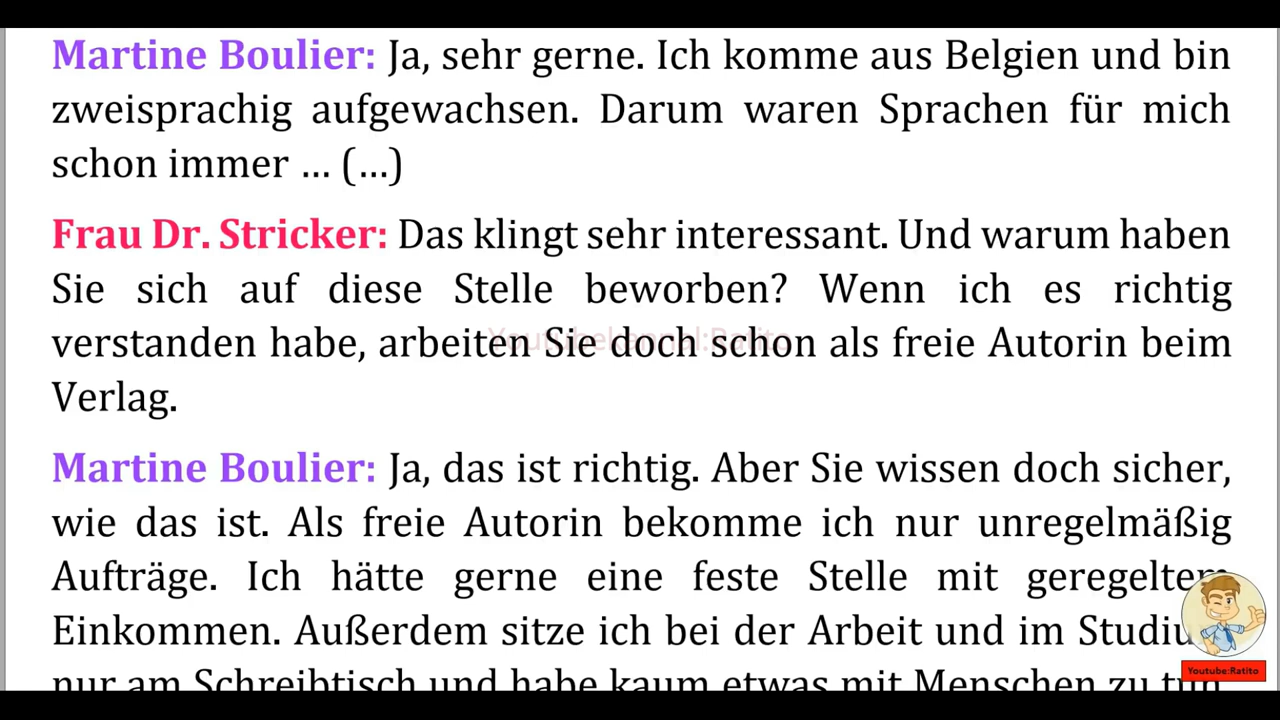 Martine Boulier: Ja, sehr gerne. Ich komme aus Belgien und bin
zweisprachig aufgewachsen. Darum waren Sprachen für mich
schon immer ... (...)
Frau Dr. Stricker: Das klingt sehr interessant. Und warum haben
Sie sich auf diese Stelle beworben? Wenn ich es richtig
verstanden habe, arbeiten Sie doch schon als freie Autorin beim
Verlag.
Youtubekannal:Ratito
Martine Boulier: Ja, das ist richtig. Aber Sie wissen doch sicher,
wie das ist. Als freie Autorin bekomme ich nur unregelmäßig
Aufträge. Ich hätte gerne eine feste Stelle mit geregeltem
Einkommen. Außerdem sitze ich bei der Arbeit und im Studium
nur am Schreibtisch und habe kaum etwas mit Menschen zu tun.
Youtube:Ratito